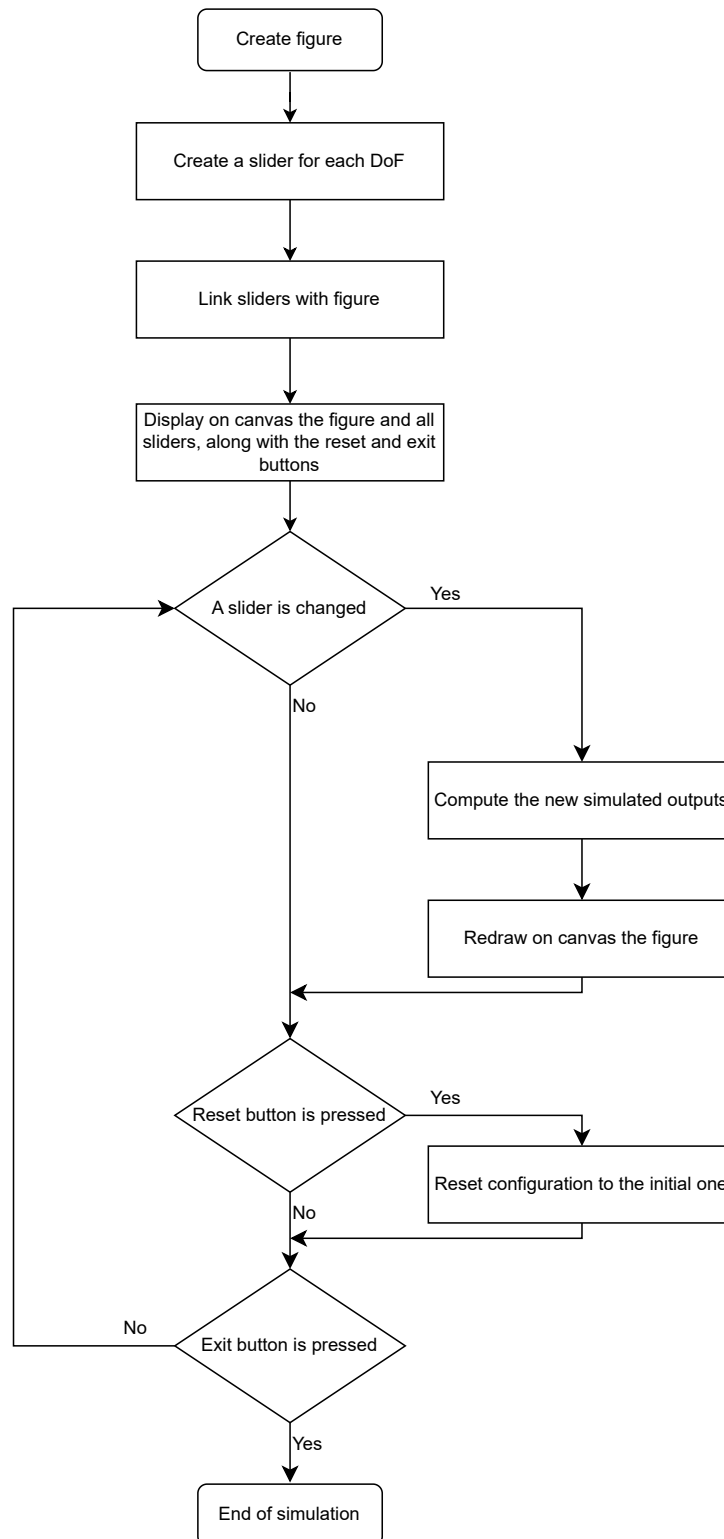 Create figure
Create a slider for each DoF
Link sliders with figure
Display on canvas the figure and all
sliders, along with the reset and exit
buttons
A slider is changed
Yes
No
Compute the new simulated outputs
Redraw on canvas the figure
Reset button is pressed
Yes
Reset configuration to the initial one
No
Exit button is pressed
No
Yes
End of simulation